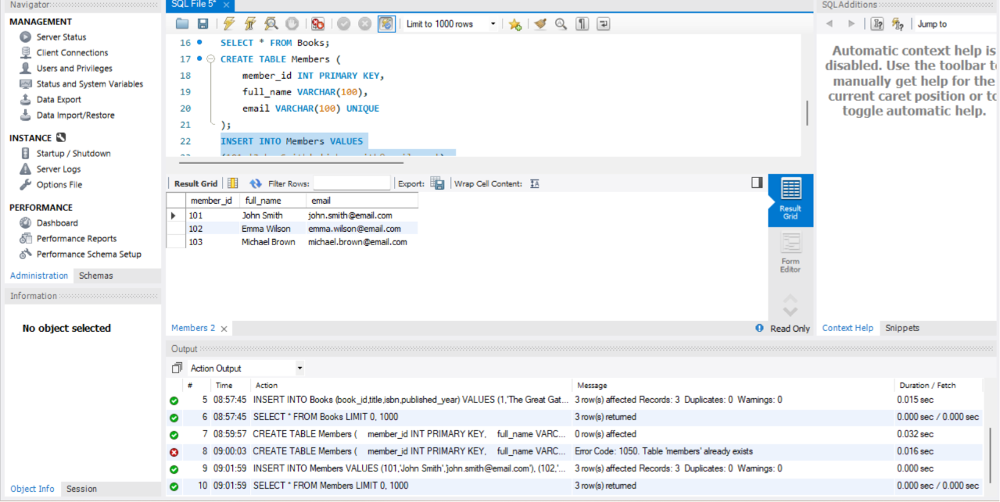 Navigator
MANAGEMENT
Server Status
Client Connections
Users and Privileges
Status and System Variables
Data Export
Data Import/Restore
INSTANCE
Startup / Shutdown
Server Logs
Options File
PERFORMANCE
Dashboard
Performance Reports
Performance Schema Setup
Administration Schemas
Information
No object selected
Object Info Session
SQL File 5* ×
Limit to 1000 rows
16 SELECT * FROM Books;
17 CREATE TABLE Members (
18 member_id INT PRIMARY KEY,
19 full_name VARCHAR(100),
20 email VARCHAR(100) UNIQUE
21 );
22 INSERT INTO Members VALUES
Result Grid Filter Rows: Export: Wrap Cell Content:
member_id full_name email
101 John Smith john.smith@email.com
102 Emma Wilson emma.wilson@email.com
103 Michael Brown michael.brown@email.com
Result Grid
Form Editor
Members 2 × Read Only
SQLAdditions
Jump to
Automatic context help is
disabled. Use the toolbar to
manually get help for the
current caret position or to
toggle automatic help.
Context Help Snippets
Output
Action Output
# Time Action Message Duration / Fetch
5 08:57:45 INSERT INTO Books (book_id,title,isbn,published_year) VALUES (1,'The Great Gat... 3 row(s) affected Records: 3 Duplicates: 0 Warnings: 0 0.015 sec
6 08:57:45 SELECT * FROM Books LIMIT 0, 1000 3 row(s) returned 0.000 sec / 0.000 sec
7 08:59:57 CREATE TABLE Members ( member_id INT PRIMARY KEY, full_name VARC... 0 row(s) affected 0.032 sec
8 09:00:03 CREATE TABLE Members ( member_id INT PRIMARY KEY, full_name VARC... Error Code: 1050. Table 'members' already exists 0.016 sec
9 09:01:59 INSERT INTO Members VALUES (101,'John Smith','john.smith@email.com'), (102,'... 3 row(s) affected Records: 3 Duplicates: 0 Warnings: 0 0.000 sec
10 09:01:59 SELECT * FROM Members LIMIT 0, 1000 3 row(s) returned 0.000 sec / 0.000 sec